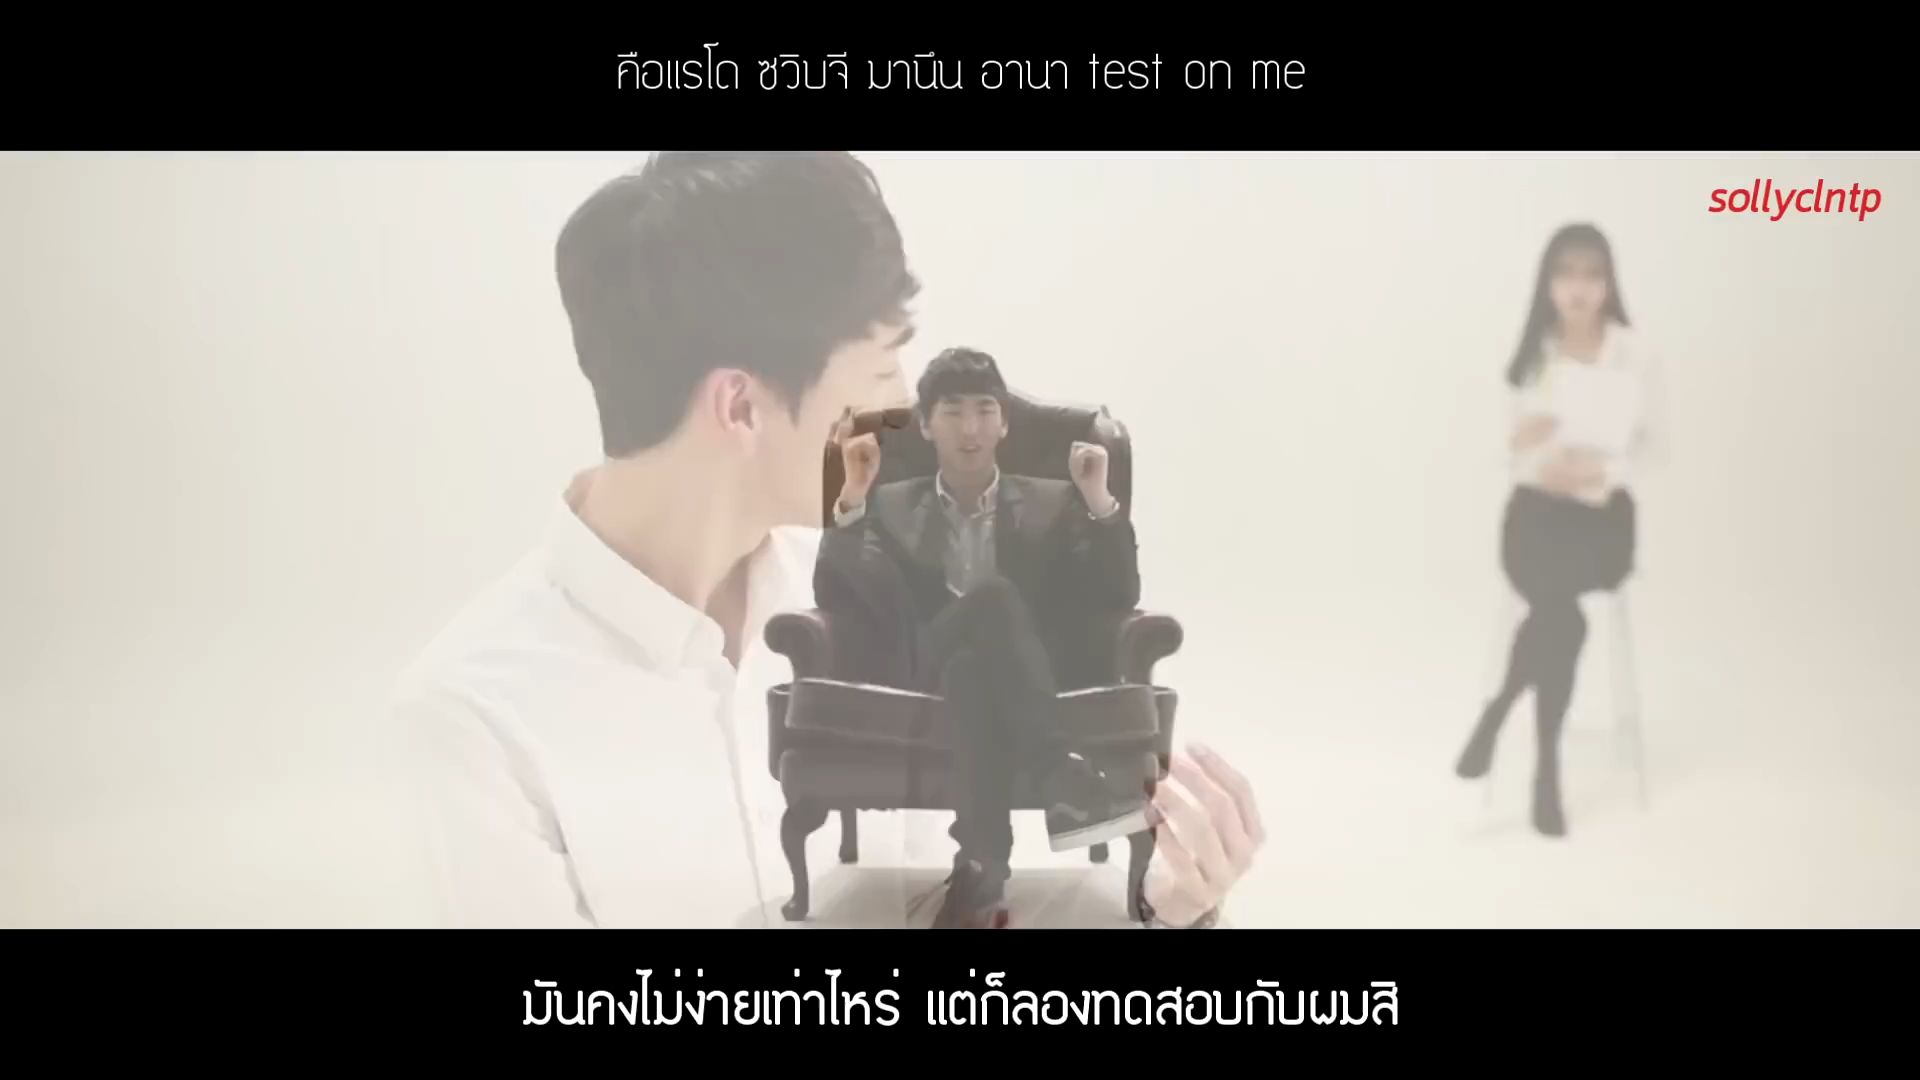 คือแรโด ซวิบจี มานึน อานา test on me
sollyclntp
มันคงไม่ง่ายเท่าไหร่ แต่ก็ลองทดสอบกับผมสิ